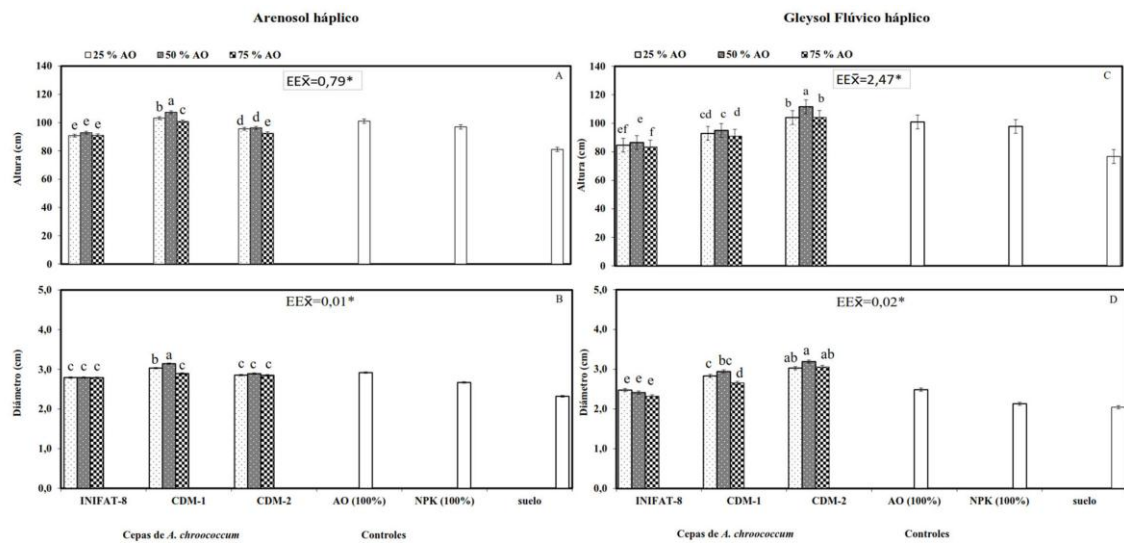 Arenosol háplico
25 % AO 50 % AO 75 % AO
A
EEx̄=0,79*
Altura (cm)
140
120
100
80
60
40
20
0
e e e
b a c
d d d
B
EEx̄=0,01*
Diámetro (cm)
5,0
4,0
3,0
2,0
1,0
0,0
c c c
b a c
c c c
INIFAT-8 CDM-1 CDM-2 AO (100%) NPK (100%) suelo
Cepas de A. chroococcum Controles
Gleysol Flúvico háplico
25 % AO 50 % AO 75 % AO
C
EEx̄=2,47*
Altura (cm)
140
120
100
80
60
40
20
0
ef e f
cd c d
b a b
D
EEx̄=0,02*
Diámetro (cm)
5,0
4,0
3,0
2,0
1,0
0,0
e e e
c bc d
ab a ab
INIFAT-8 CDM-1 CDM-2 AO (100%) NPK (100%) suelo
Cepas de A. chroococcum Controles